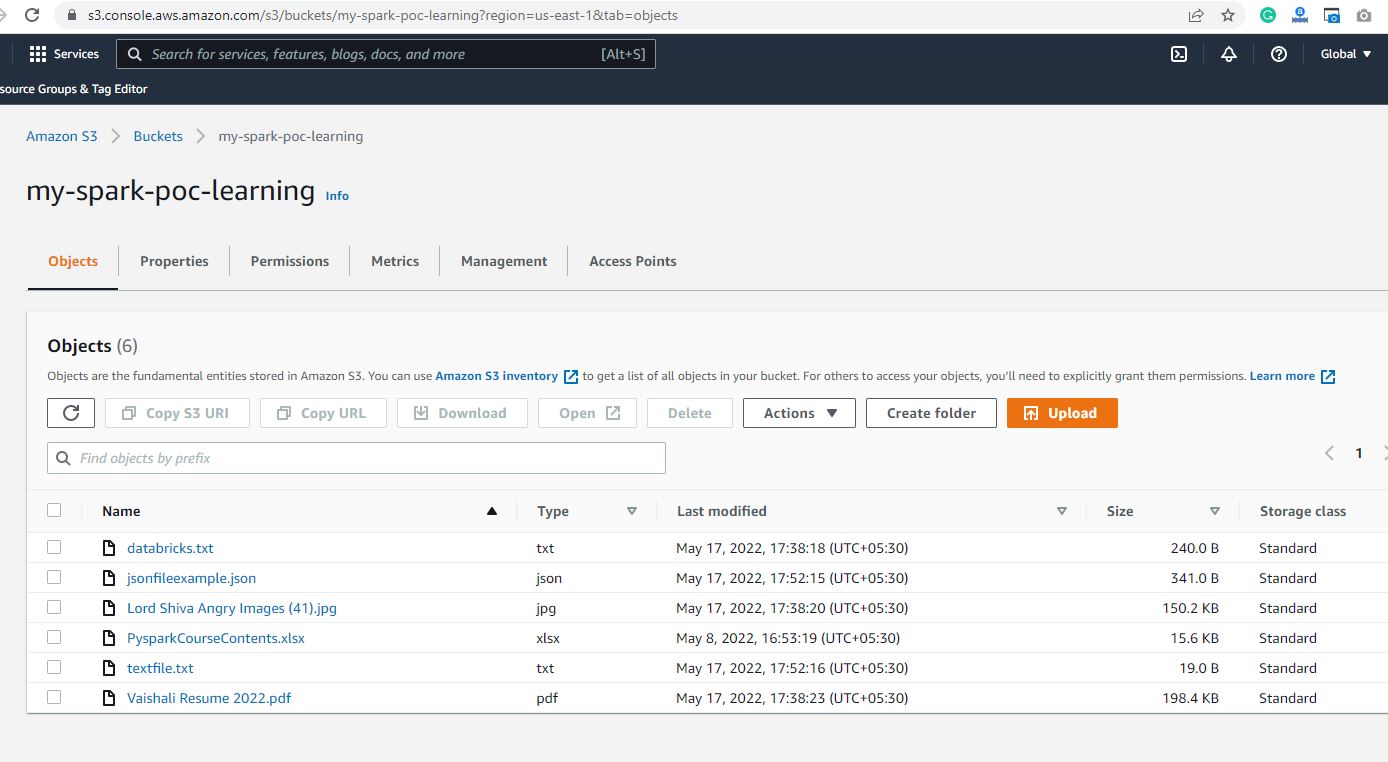 s3.console.aws.amazon.com/s3/buckets/my-spark-poc-learning?region=us-east-1&tab=objects
Services Search for services, features, blogs, docs, and more [Alt+S] Global
source Groups & Tag Editor
Amazon S3 Buckets my-spark-poc-learning
my-spark-poc-learning Info
Objects Properties Permissions Metrics Management Access Points
Objects (6)
Objects are the fundamental entities stored in Amazon S3. You can use Amazon S3 inventory to get a list of all objects in your bucket. For others to access your objects, you'll need to explicitly grant them permissions. Learn more
Copy S3 URI Copy URL Download Open Delete Actions Create folder Upload
Find objects by prefix 1
Name Type Last modified Size Storage class
databricks.txt txt May 17, 2022, 17:38:18 (UTC+05:30) 240.0 B Standard
jsonfileexample.json json May 17, 2022, 17:52:15 (UTC+05:30) 341.0 B Standard
Lord Shiva Angry Images (41).jpg jpg May 17, 2022, 17:38:20 (UTC+05:30) 150.2 KB Standard
PysparkCourseContents.xlsx xlsx May 8, 2022, 16:53:19 (UTC+05:30) 15.6 KB Standard
textfile.txt txt May 17, 2022, 17:52:16 (UTC+05:30) 19.0 B Standard
Vaishali Resume 2022.pdf pdf May 17, 2022, 17:38:23 (UTC+05:30) 198.4 KB Standard